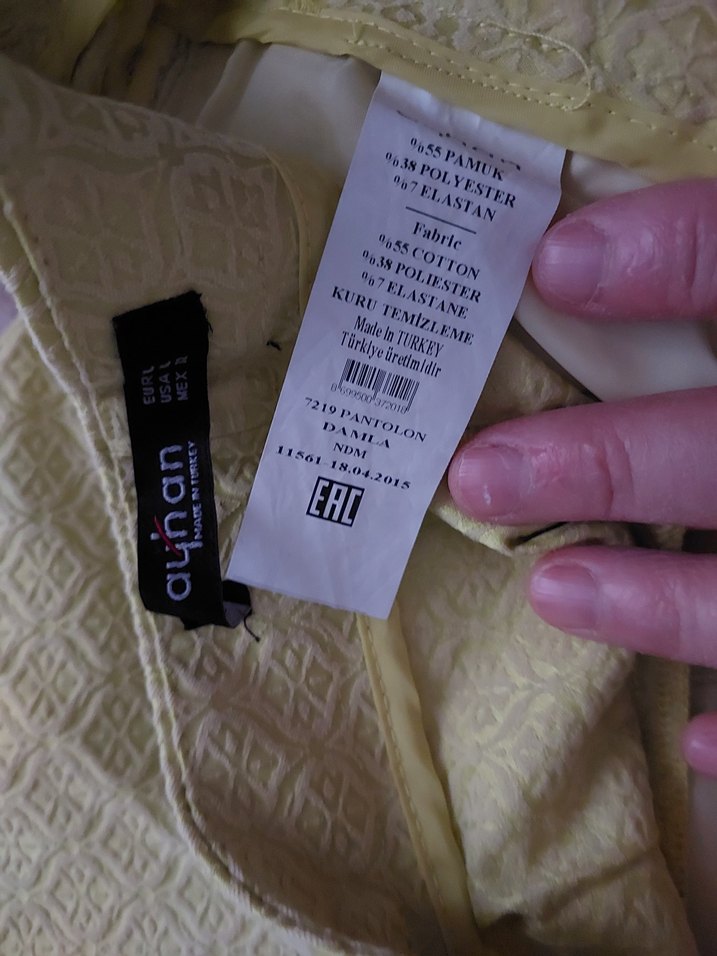 %55 PAMUK
%38 POLYESTER
%7 ELASTAN
Fabric
%55 COTTON
%38 POLIESTER
%7 ELASTANE
KURU TEMİZLEME
Made in TURKEY
Türkiye üretimidir
7219 PANTOLON
DAMLA
NDM
11561-18.04.2015
EAC
EUR
USA
MEX
ayhan
MADE IN TURKEY